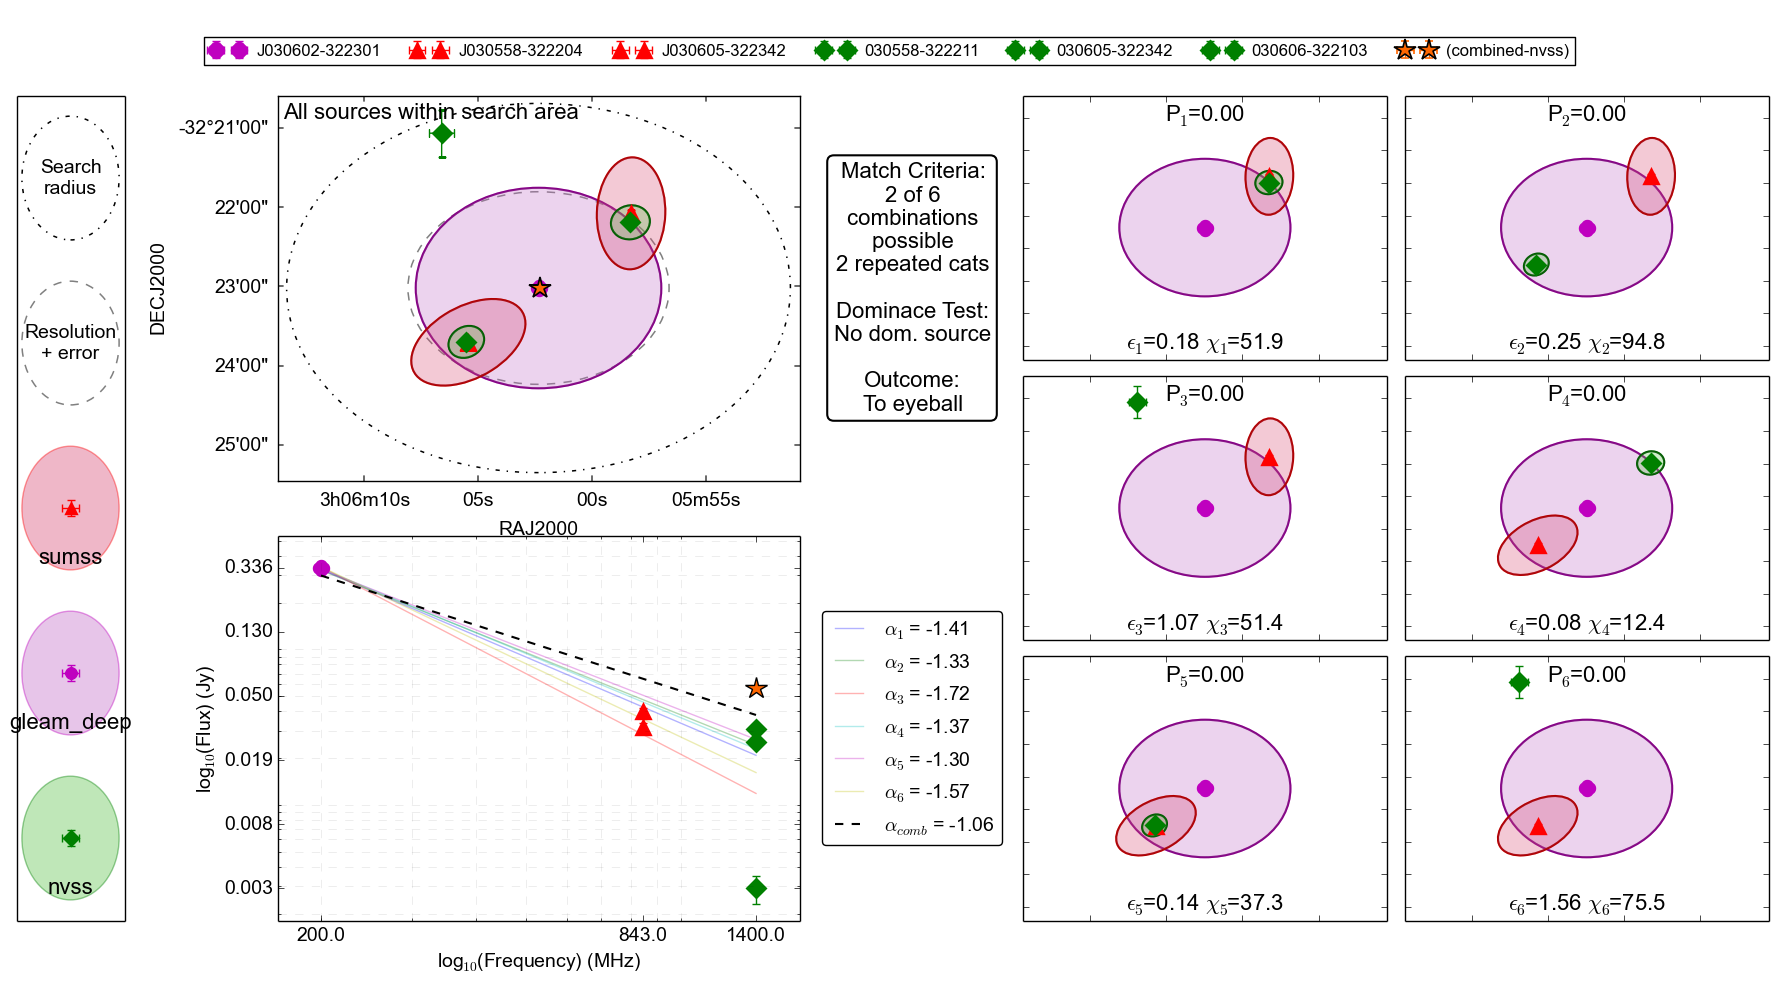 J030602-322301 J030558-322204 J030605-322342 030558-322211 030605-322342 030606-322103 (combined-nvss)
Search
radius
Resolution
+ error
sumss
gleam_deep
nvss
All sources within search area
-32°21'00"
22'00"
23'00"
24'00"
25'00"
DECJ2000
3h06m10s 05s 00s 05m55s
RAJ2000
0.336
0.130
0.050
0.019
0.008
0.003
log10(Flux) (Jy)
200.0 843.0 1400.0
log10(Frequency) (MHz)
Match Criteria:
2 of 6
combinations
possible
2 repeated cats
Dominace Test:
No dom. source
Outcome:
To eyeball
α1 = -1.41
α2 = -1.33
α3 = -1.72
α4 = -1.37
α5 = -1.30
α6 = -1.57
αcomb = -1.06
P1=0.00
ϵ1=0.18 χ1=51.9
P2=0.00
ϵ2=0.25 χ2=94.8
P3=0.00
ϵ3=1.07 χ3=51.4
P4=0.00
ϵ4=0.08 χ4=12.4
P5=0.00
ϵ5=0.14 χ5=37.3
P6=0.00
ϵ6=1.56 χ6=75.5